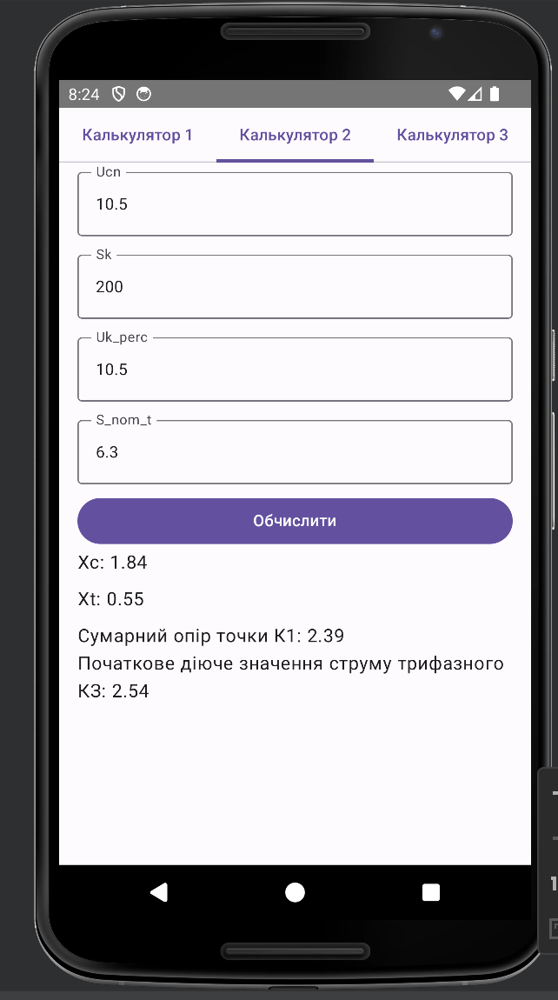 8:24
Калькулятор 1 Калькулятор 2 Калькулятор 3
Ucn
10.5
Sk
200
Uk_perc
10.5
S_nom_t
6.3
Обчислити
Xc: 1.84
Xt: 0.55
Сумарний опір точки К1: 2.39
Початкове діюче значення струму трифазного
КЗ: 2.54